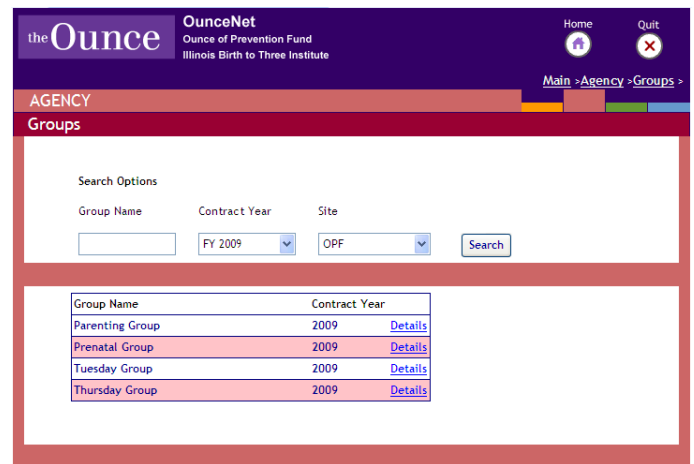 the Ounce
OunceNet
Ounce of Prevention Fund
Illinois Birth to Three Institute
Home Quit
Main >Agency >Groups >
AGENCY
Groups
Search Options
Group Name Contract Year Site
FY 2009 OPF Search
Group Name Contract Year
Parenting Group 2009 Details
Prenatal Group 2009 Details
Tuesday Group 2009 Details
Thursday Group 2009 Details